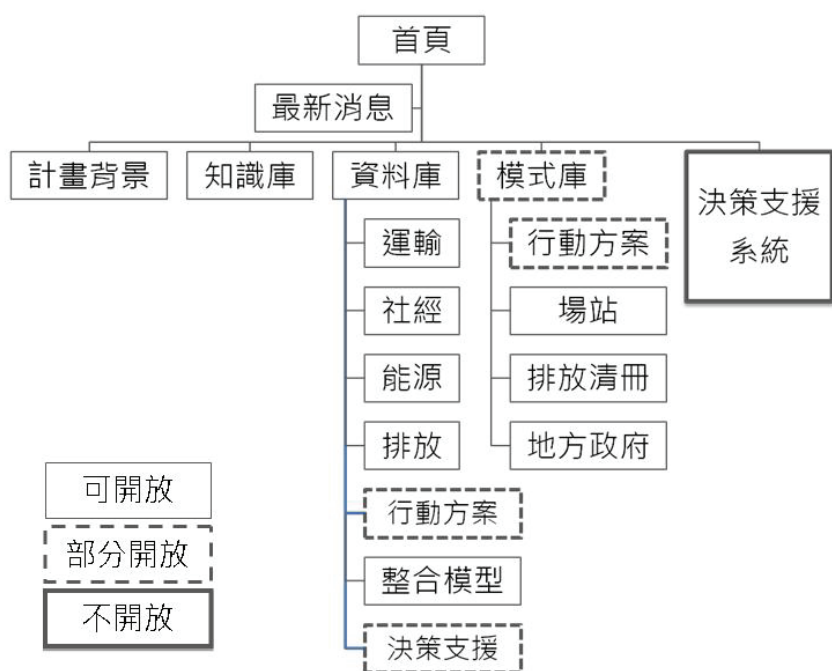 首頁
最新消息
計畫背景
知識庫
資料庫
模式庫
決策支援
系統
運輸
社經
能源
排放
行動方案
整合模型
決策支援
行動方案
場站
排放清冊
地方政府
可開放
部分開放
不開放